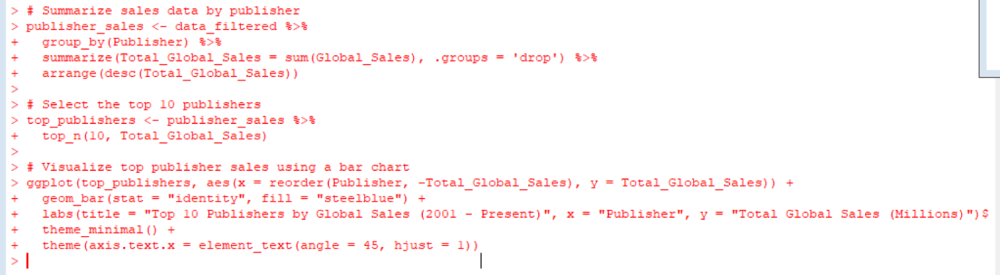 > # Summarize sales data by publisher
> publisher_sales <- data_filtered %>%
+   group_by(Publisher) %>%
+   summarize(Total_Global_Sales = sum(Global_Sales), .groups = 'drop') %>%
+   arrange(desc(Total_Global_Sales))
>
> # Select the top 10 publishers
> top_publishers <- publisher_sales %>%
+   top_n(10, Total_Global_Sales)
>
> # Visualize top publisher sales using a bar chart
> ggplot(top_publishers, aes(x = reorder(Publisher, -Total_Global_Sales), y = Total_Global_Sales)) +
+   geom_bar(stat = "identity", fill = "steelblue") +
+   labs(title = "Top 10 Publishers by Global Sales (2001 - Present)", x = "Publisher", y = "Total Global Sales (Millions)")$
+   theme_minimal() +
+   theme(axis.text.x = element_text(angle = 45, hjust = 1))
>